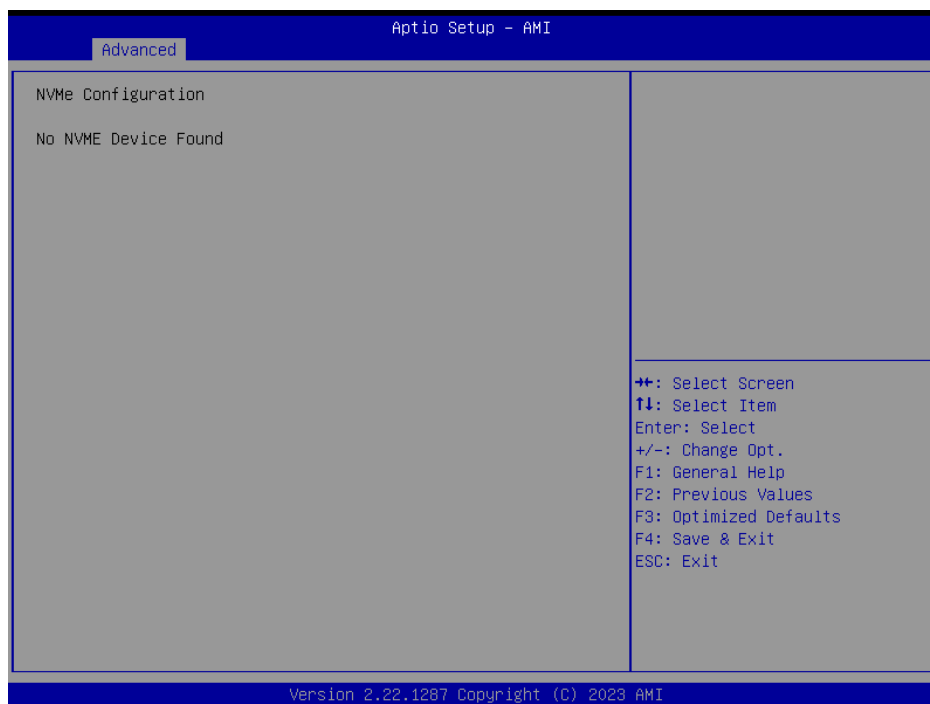 Aptio Setup – AMI
Advanced
NVMe Configuration
No NVME Device Found
→←: Select Screen
↑↓: Select Item
Enter: Select
+/-: Change Opt.
F1: General Help
F2: Previous Values
F3: Optimized Defaults
F4: Save & Exit
ESC: Exit
Version 2.22.1287 Copyright (C) 2023 AMI